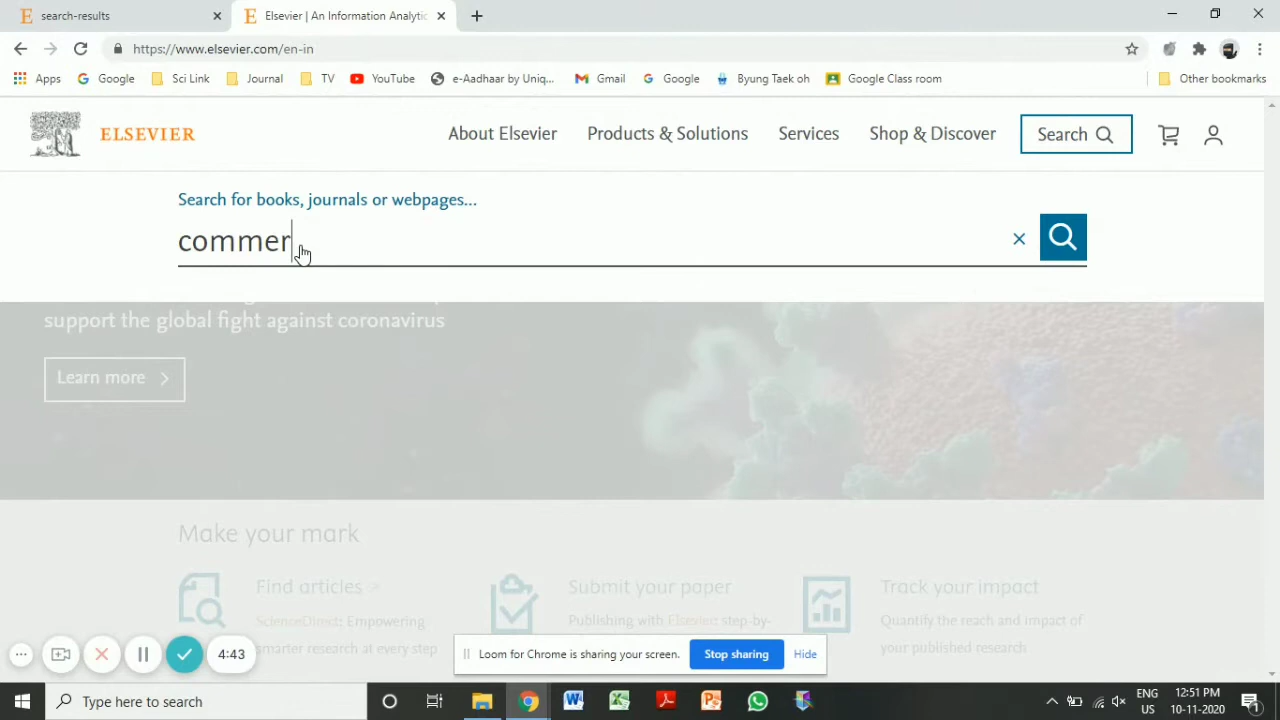 search-results
Elsevier | An Information Analytic
https://www.elsevier.com/en-in
Apps Google Sci Link Journal TV YouTube e-Aadhaar by Uniq... Gmail Google Byung Taek oh Google Class room Other bookmarks
ELSEVIER
About Elsevier Products & Solutions Services Shop & Discover Search
Search for books, journals or webpages...
commer
support the global fight against coronavirus
Learn more
Make your mark
Find articles > Submit your paper Track your impact
ScienceDirect: Empowering Publishing with Elsevier: step-by- Quantify the reach and impact of
smarter research at every step your published research
4:43
Loom for Chrome is sharing your screen. Stop sharing Hide
Type here to search
ENG
US
12:51 PM
10-11-2020
1